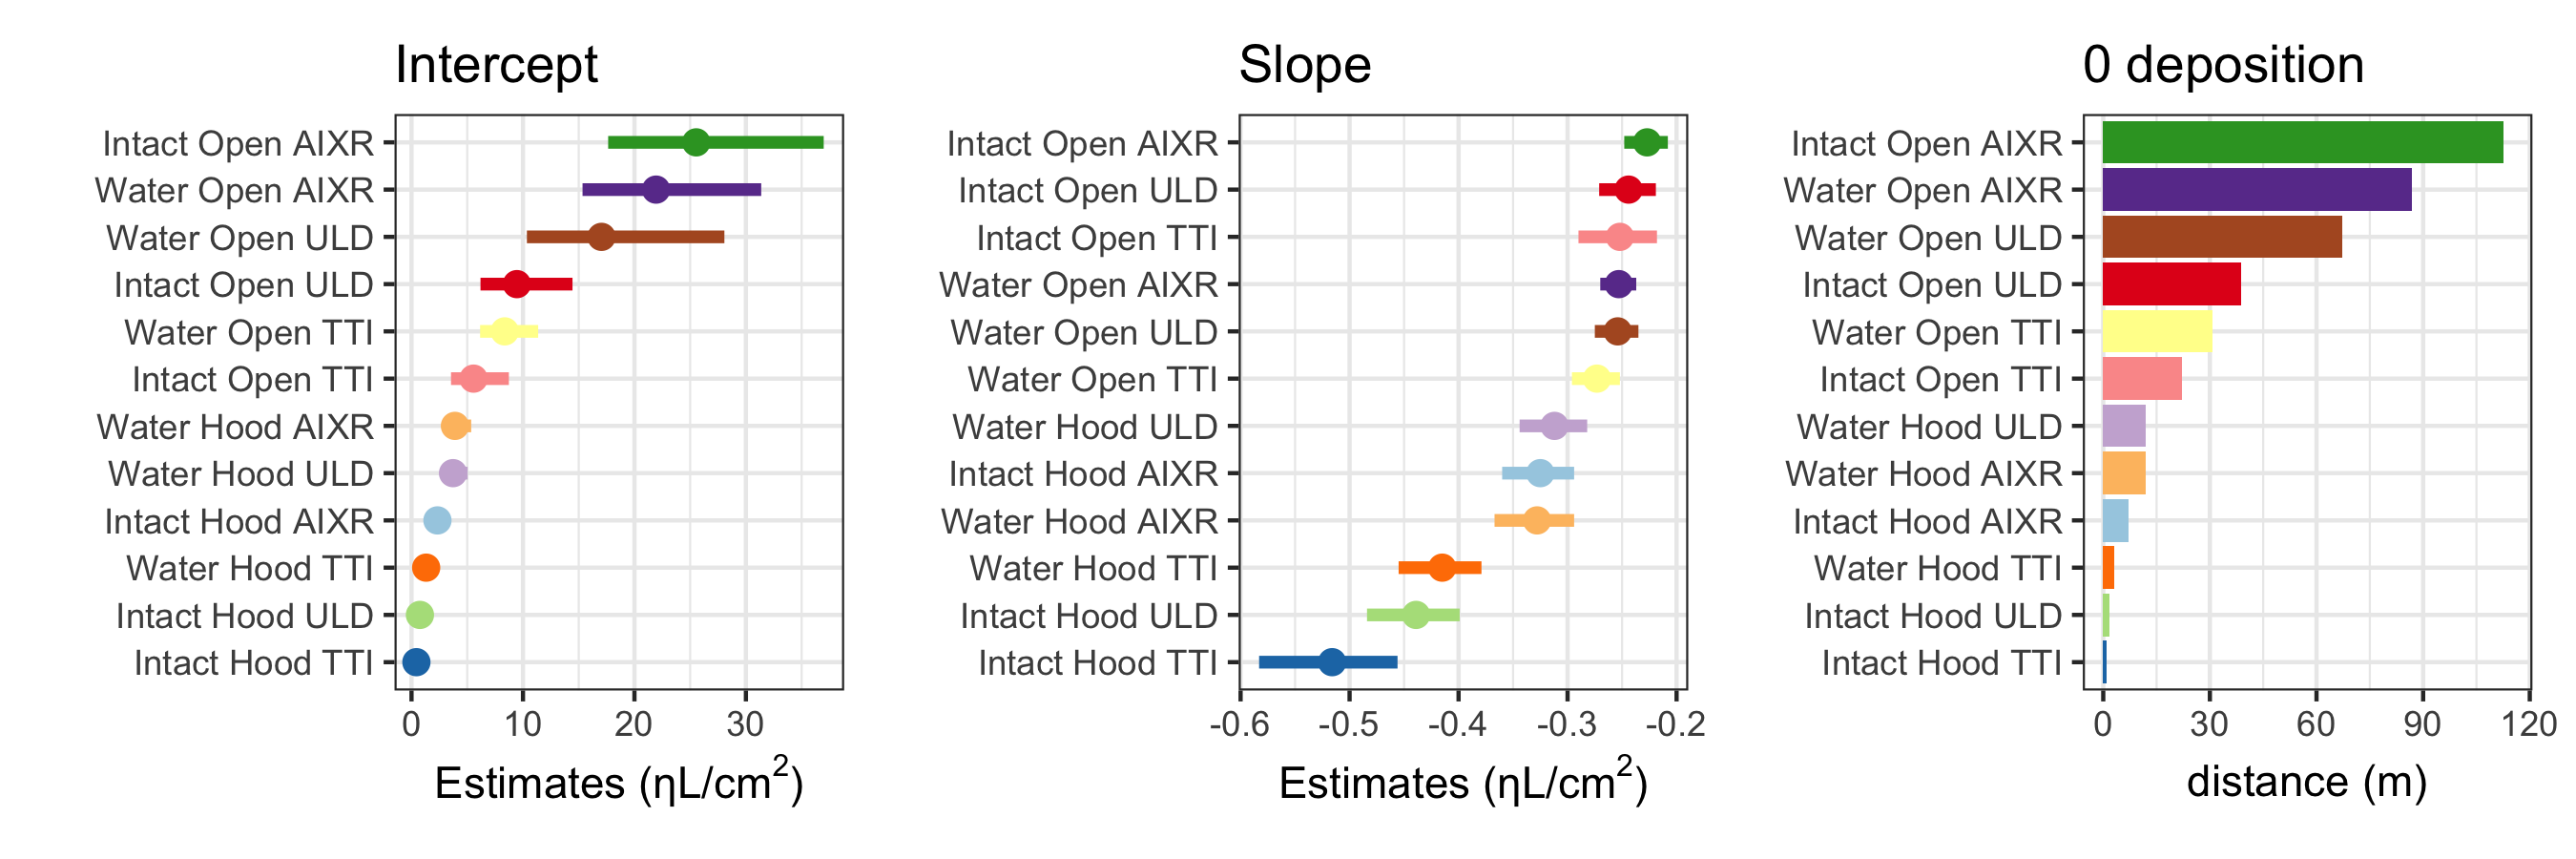 Intercept
Intact Open AIXR
Water Open AIXR
Water Open ULD
Intact Open ULD
Water Open TTI
Intact Open TTI
Water Hood AIXR
Water Hood ULD
Intact Hood AIXR
Water Hood TTI
Intact Hood ULD
Intact Hood TTI
0 10 20 30
Estimates (ηL/cm²)
Slope
Intact Open AIXR
Intact Open ULD
Intact Open TTI
Water Open AIXR
Water Open ULD
Water Open TTI
Water Hood ULD
Intact Hood AIXR
Water Hood AIXR
Water Hood TTI
Intact Hood ULD
Intact Hood TTI
-0.6 -0.5 -0.4 -0.3 -0.2
Estimates (ηL/cm²)
0 deposition
Intact Open AIXR
Water Open AIXR
Water Open ULD
Intact Open ULD
Water Open TTI
Intact Open TTI
Water Hood ULD
Water Hood AIXR
Intact Hood AIXR
Water Hood TTI
Intact Hood ULD
Intact Hood TTI
0 30 60 90 120
distance (m)